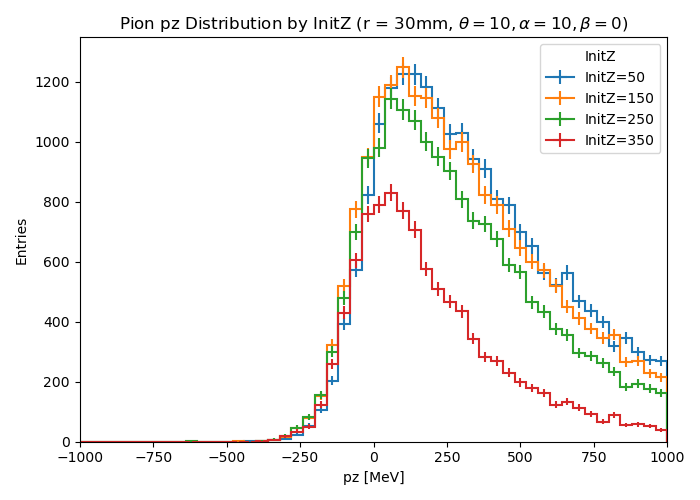 Pion pz Distribution by InitZ (r = 30mm, θ = 10, α = 10, β = 0)
InitZ
InitZ=50
InitZ=150
InitZ=250
InitZ=350
Entries
1200
1000
800
600
400
200
0
−1000
−750
−500
−250
0
250
500
750
1000
pz [MeV]